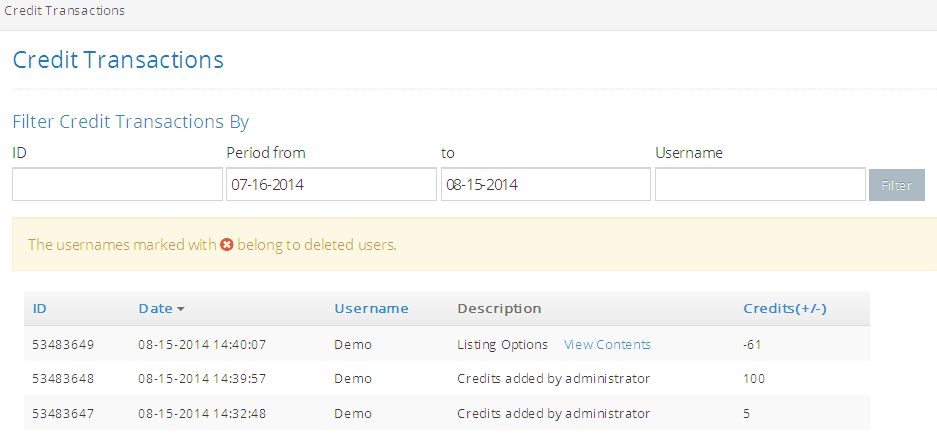 Credit Transactions
Credit Transactions
Filter Credit Transactions By
ID Period from to Username
07-16-2014 08-15-2014 Filter
The usernames marked with belong to deleted users.
ID Date Username Description Credits(+/-)
53483649 08-15-2014 14:40:07 Demo Listing Options View Contents -61
53483648 08-15-2014 14:39:57 Demo Credits added by administrator 100
53483647 08-15-2014 14:32:48 Demo Credits added by administrator 5